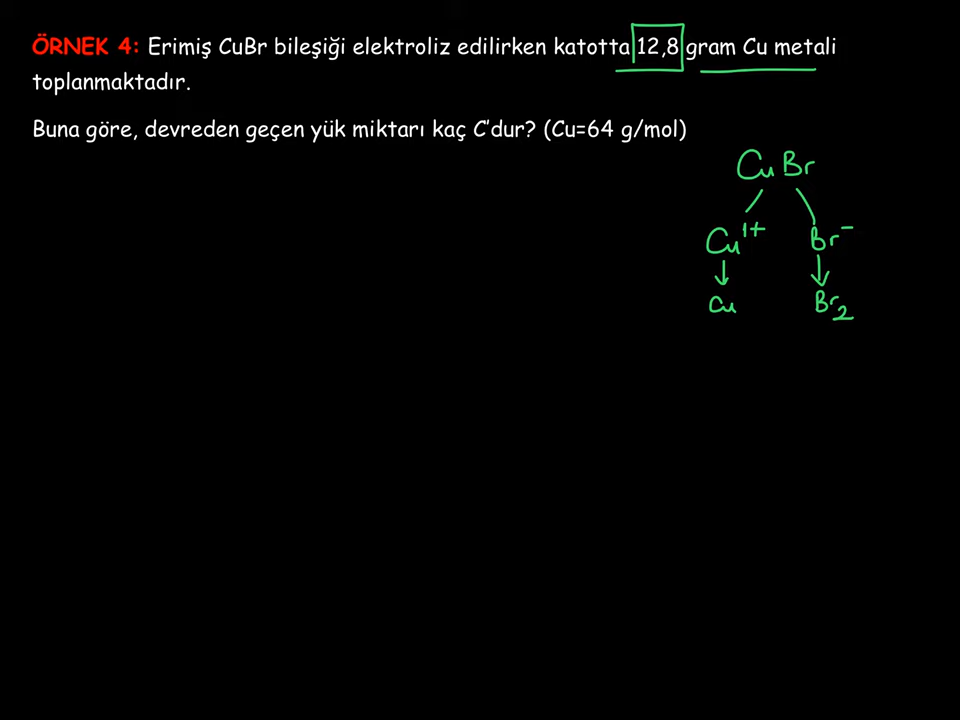 ÖRNEK 4: Erimiş CuBr bileşiği elektroliz edilirken katotta 12,8 gram Cu metali
toplanmaktadır.
Buna göre, devreden geçen yük miktarı kaç C'dur? (Cu=64 g/mol)
CuBr
Cu¹⁺ Br⁻
Cu Br₂